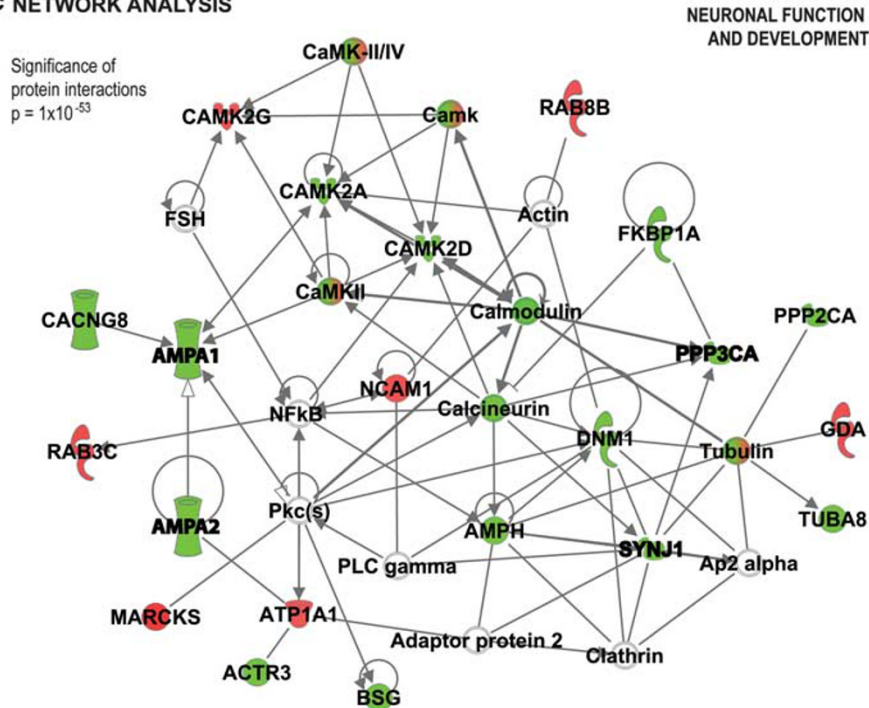 C NETWORK ANALYSIS
NEURONAL FUNCTION
AND DEVELOPMENT
Significance of
protein interactions
p = 1x10⁻⁵³
CaMK-II/IV
CAMK2G
Camk
RAB8B
CAMK2A
FSH
Actin
FKBP1A
CAMK2D
CaMKII
CACNG8
Calmodulin
PPP2CA
AMPA1
PPP3CA
NCAM1
NFkB
Calcineurin
GDA
DNM1
RAB3C
Tubulin
Pkc(s)
TUBA8
AMPA2
AMPH
SYNJ1
PLC gamma
Ap2 alpha
MARCKS
ATP1A1
Adaptor protein 2
Clathrin
ACTR3
BSG